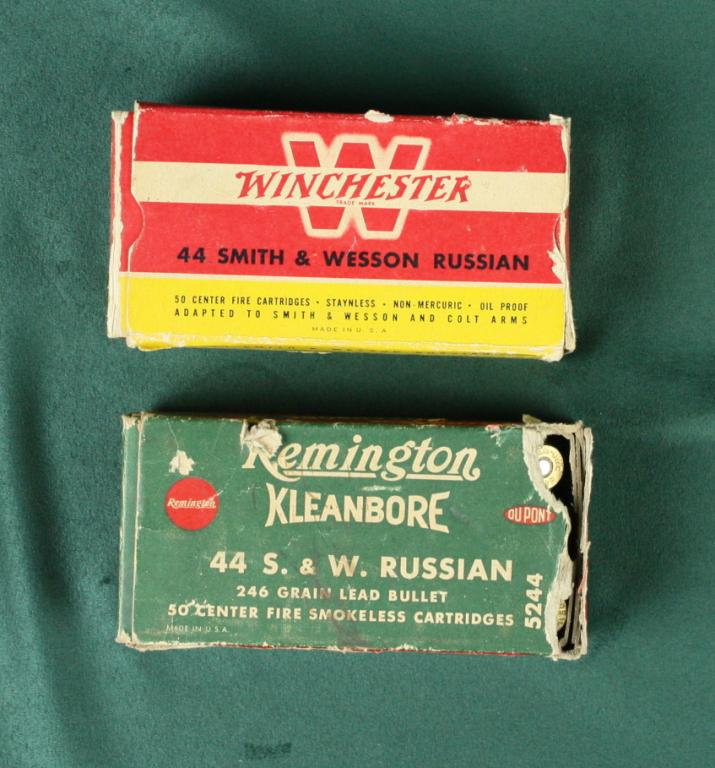 WINCHESTER
TRADE MARK
44 SMITH & WESSON RUSSIAN
50 CENTER FIRE CARTRIDGES · STAYNLESS · NON-MERCURIC · OIL PROOF
ADAPTED TO SMITH & WESSON AND COLT ARMS
MADE IN U.S.A
Remington
Remington
KLEANBORE
DU PONT
44 S. & W. RUSSIAN
246 GRAIN LEAD BULLET
50 CENTER FIRE SMOKELESS CARTRIDGES
5244
MADE IN U.S.A.